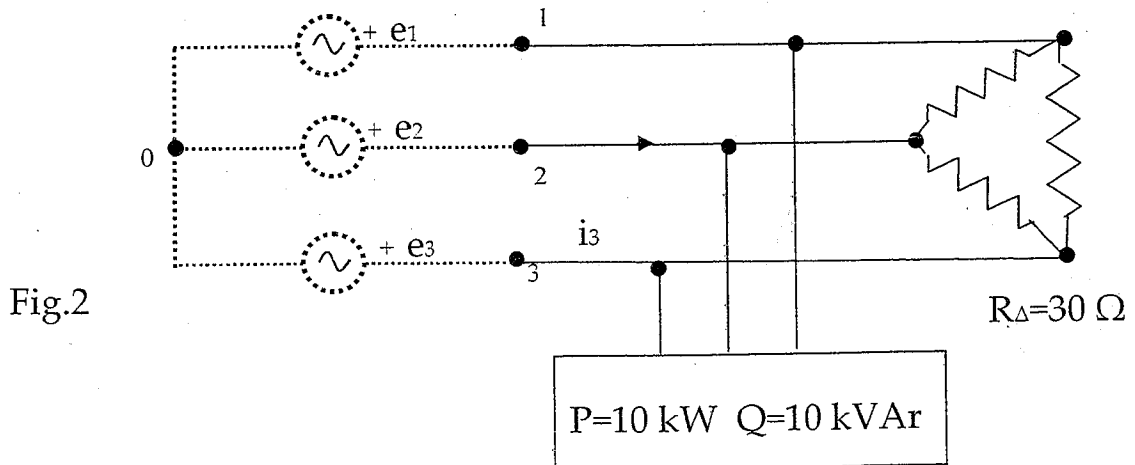 1
+ e1
+ e2
0
2
+ e3
i3
3
Fig.2
RΔ=30 Ω
P=10 kW Q=10 kVAr